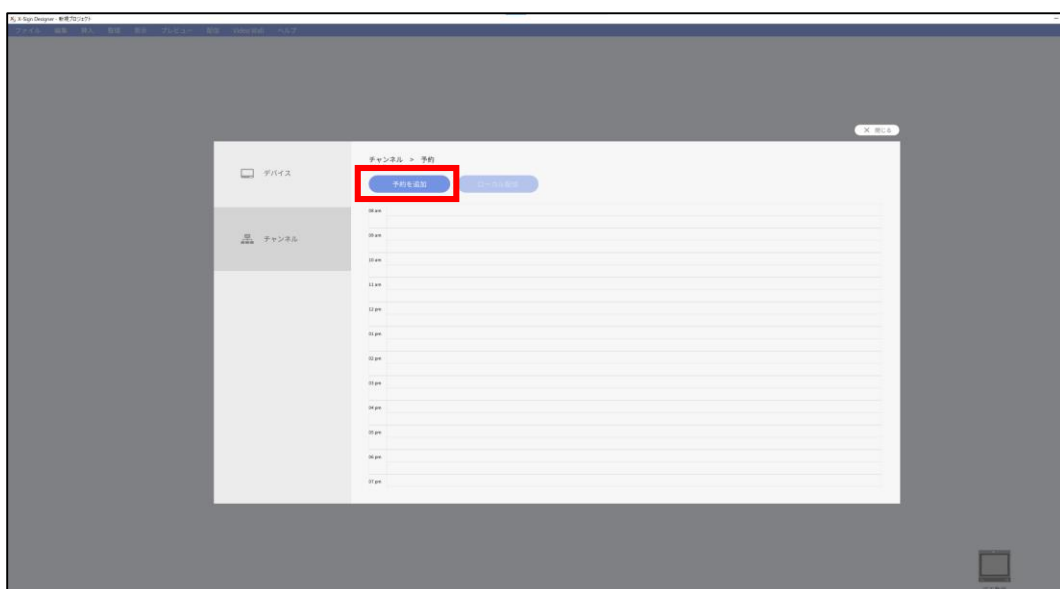 X-Sign Designer - 新規プロジェクト
ファイル 編集 挿入 管理 表示 プレビュー 配信 Video Wall ヘルプ
× 閉じる
デバイス
チャンネル
チャンネル > 予約
予約を追加
ローカル配信
08 am
09 am
10 am
11 am
12 pm
01 pm
02 pm
03 pm
04 pm
05 pm
06 pm
07 pm